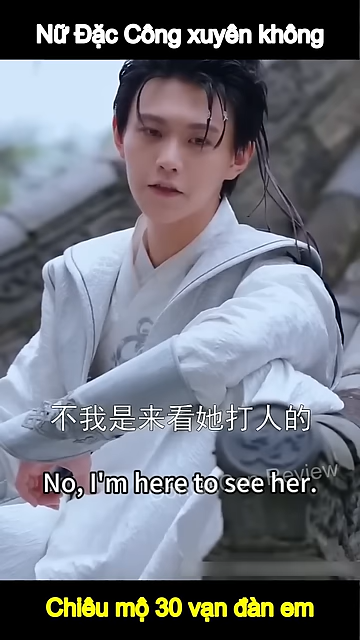 Nữ Đặc Công xuyên không
不我是来看她打人的
Review
No, I'm here to see her.
Chiêu mộ 30 vạn đàn em